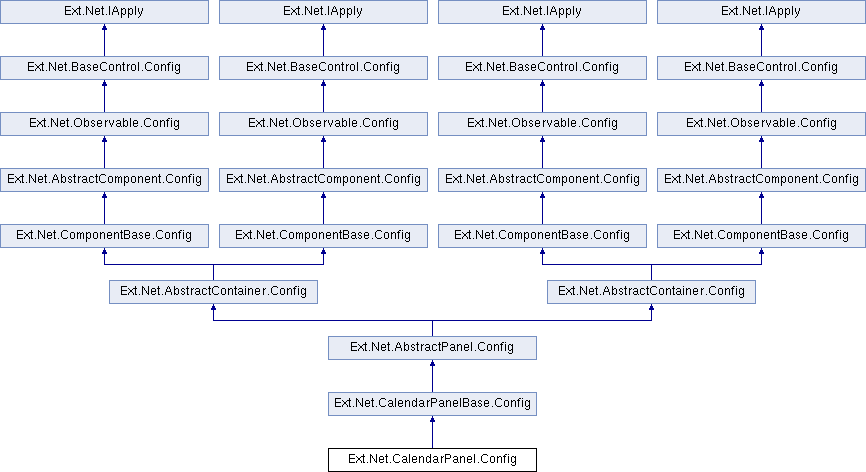 Ext.Net.IApply
Ext.Net.IApply
Ext.Net.IApply
Ext.Net.IApply
Ext.Net.BaseControl.Config
Ext.Net.BaseControl.Config
Ext.Net.BaseControl.Config
Ext.Net.BaseControl.Config
Ext.Net.Observable.Config
Ext.Net.Observable.Config
Ext.Net.Observable.Config
Ext.Net.Observable.Config
Ext.Net.AbstractComponent.Config
Ext.Net.AbstractComponent.Config
Ext.Net.AbstractComponent.Config
Ext.Net.AbstractComponent.Config
Ext.Net.ComponentBase.Config
Ext.Net.ComponentBase.Config
Ext.Net.ComponentBase.Config
Ext.Net.ComponentBase.Config
Ext.Net.AbstractContainer.Config
Ext.Net.AbstractContainer.Config
Ext.Net.AbstractPanel.Config
Ext.Net.CalendarPanelBase.Config
Ext.Net.CalendarPanel.Config